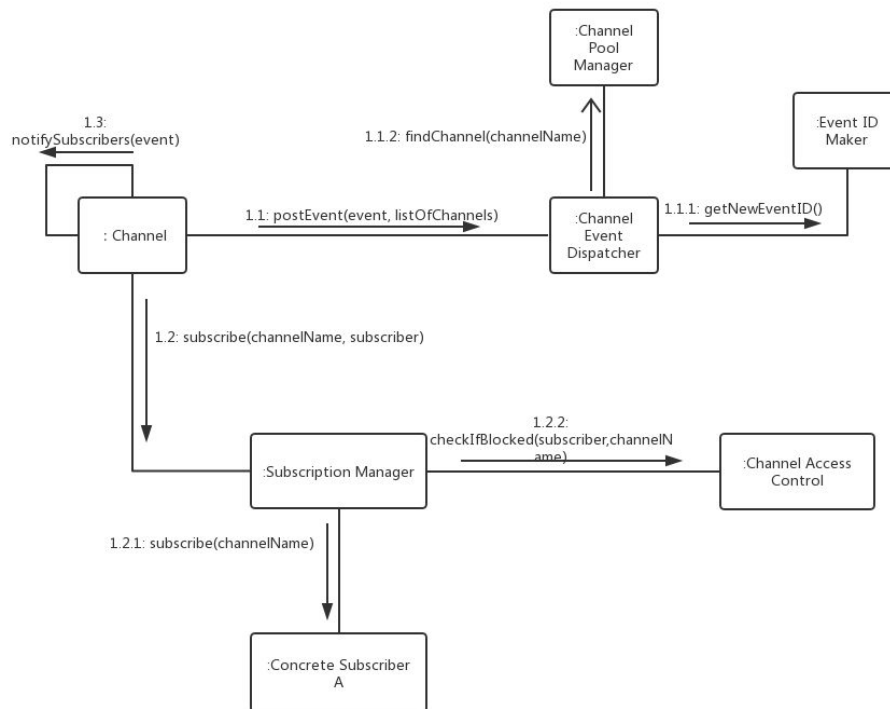 :Channel
Pool
Manager
1.3:
notifySubscribers(event)
1.1.2: findChannel(channelName)
:Event ID
Maker
: Channel
1.1: postEvent(event, listOfChannels)
:Channel
Event
Dispatcher
1.1.1: getNewEventID()
1.2: subscribe(channelName, subscriber)
:Subscription Manager
1.2.2:
checkIfBlocked(subscriber,channelN
ame)
:Channel Access
Control
1.2.1: subscribe(channelName)
:Concrete Subscriber
A